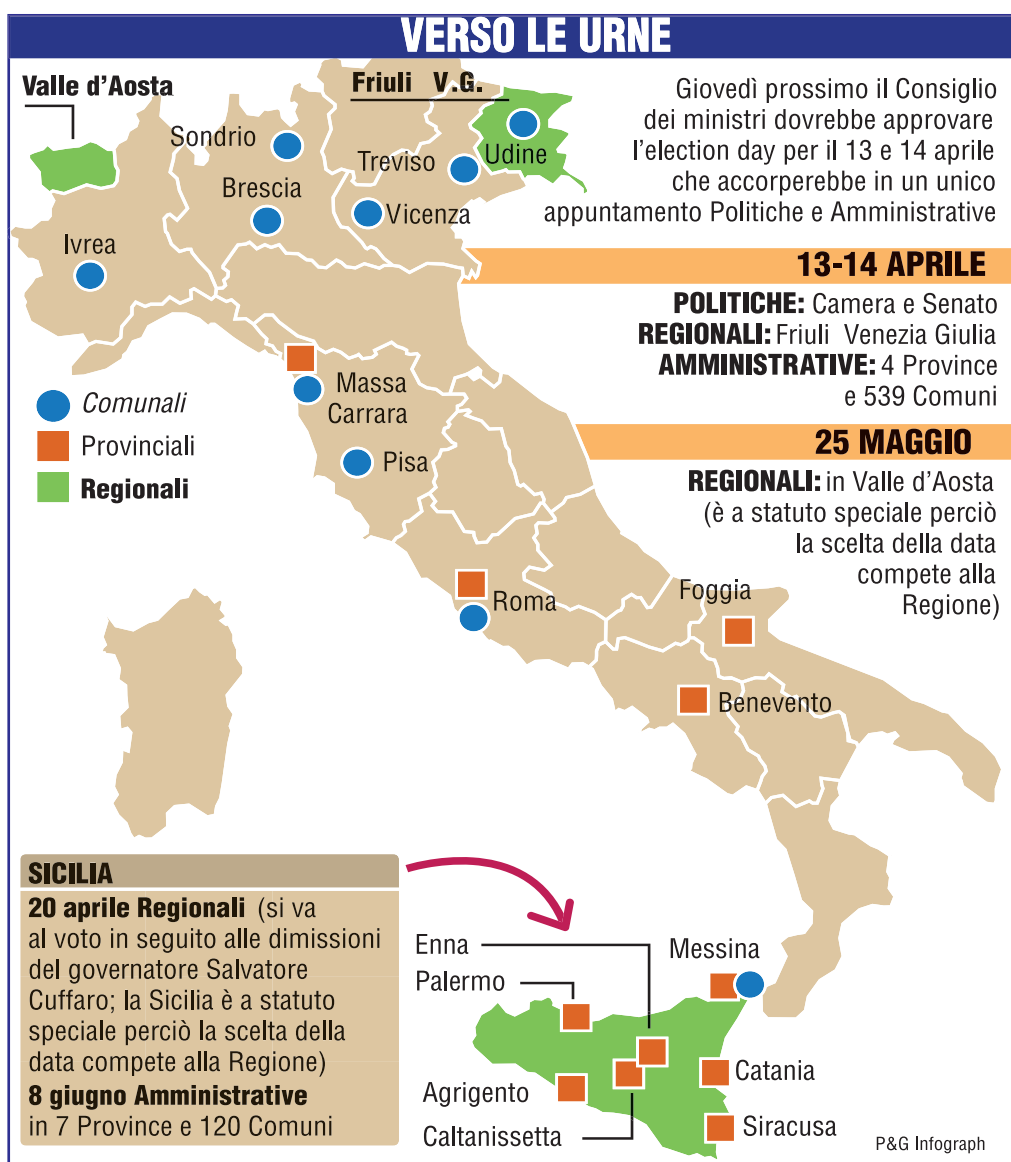 VERSO LE URNE
Valle d'Aosta
Friuli V.G.
Giovedì prossimo il Consiglio
dei ministri dovrebbe approvare
l'election day per il 13 e 14 aprile
che accorperebbe in un unico
appuntamento Politiche e Amministrative
Sondrio
Treviso
Udine
Brescia
Vicenza
Ivrea
13-14 APRILE
POLITICHE: Camera e Senato
REGIONALI: Friuli Venezia Giulia
AMMINISTRATIVE: 4 Province
e 539 Comuni
Massa
Carrara
Comunali
Provinciali
Regionali
Pisa
25 MAGGIO
REGIONALI: in Valle d'Aosta
(è a statuto speciale perciò
la scelta della data
compete alla
Regione)
Roma
Foggia
Benevento
SICILIA
20 aprile Regionali (si va
al voto in seguito alle dimissioni
del governatore Salvatore
Cuffaro; la Sicilia è a statuto
speciale perciò la scelta della
data compete alla Regione)
8 giugno Amministrative
in 7 Province e 120 Comuni
Enna
Messina
Palermo
Agrigento
Catania
Caltanissetta
Siracusa
P&G Infograph